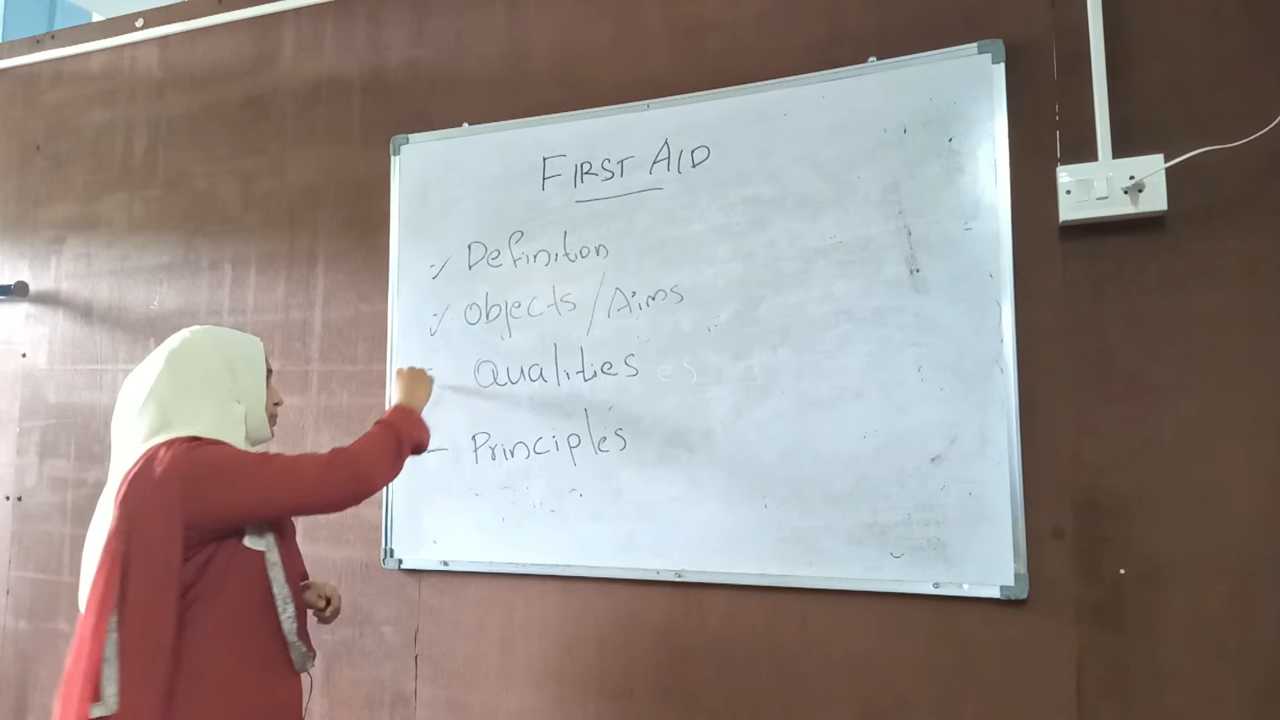 FIRST AID
✓ Definition
✓ Objects / Aims
Qualities
- Principles